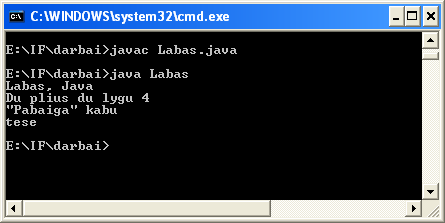 C:\WINDOWS\system32\cmd.exe
E:\IF\darbai>javac Labas.java
E:\IF\darbai>java Labas
Labas, Java
Du plius du lygu 4
"Pabaiga" kabu
tese
E:\IF\darbai>